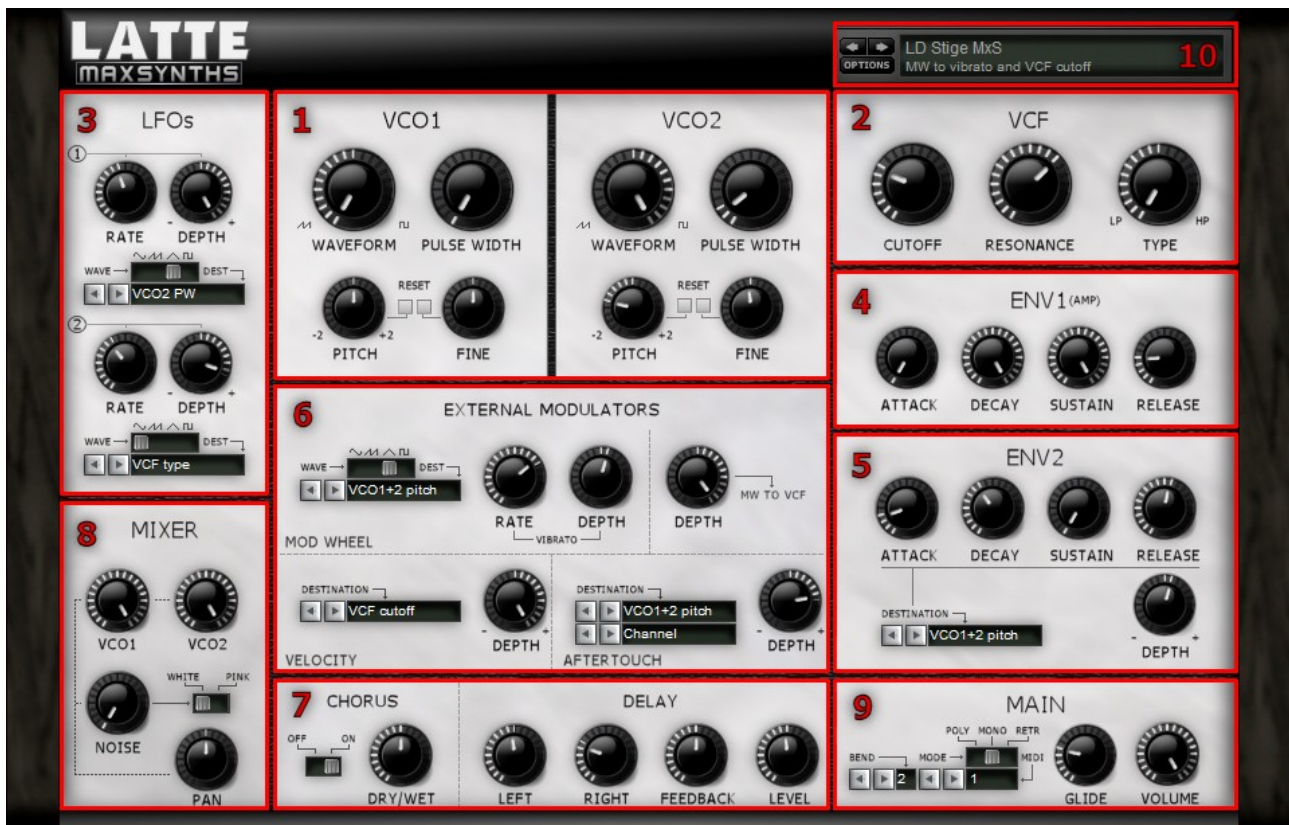 LATTE
MAXSYNTHS
OPTIONS
LD Stige MxS
MW to vibrato and VCF cutoff
10
3 LFOs
1
RATE DEPTH
- +
WAVE DEST
VCO2 PW
2
RATE DEPTH
- +
WAVE DEST
VCF type
1 VCO1
WAVEFORM PULSE WIDTH
RESET
-2 +2
PITCH FINE
VCO2
WAVEFORM PULSE WIDTH
RESET
-2 +2
PITCH FINE
2 VCF
LP HP
CUTOFF RESONANCE TYPE
4 ENV1 (AMP)
ATTACK DECAY SUSTAIN RELEASE
6 EXTERNAL MODULATORS
WAVE DEST
VCO1+2 pitch
RATE DEPTH
VIBRATO
MW TO VCF
DEPTH
MOD WHEEL
DESTINATION
VCF cutoff
- +
DEPTH
VELOCITY
DESTINATION
VCO1+2 pitch
Channel
- +
DEPTH
AFTERTOUCH
5 ENV2
ATTACK DECAY SUSTAIN RELEASE
DESTINATION
VCO1+2 pitch
- +
DEPTH
8 MIXER
VCO1 VCO2
WHITE PINK
NOISE
PAN
7 CHORUS
OFF ON
DRY/WET
DELAY
LEFT RIGHT FEEDBACK LEVEL
9 MAIN
POLY MONO RETR
BEND MODE MIDI
2 1
GLIDE VOLUME